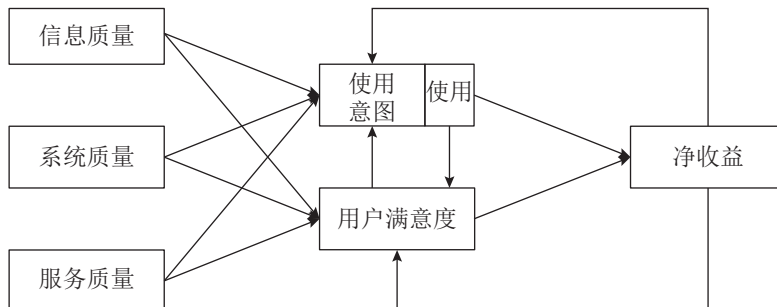 信息质量
使用
意图
使用
系统质量
净收益
用户满意度
服务质量